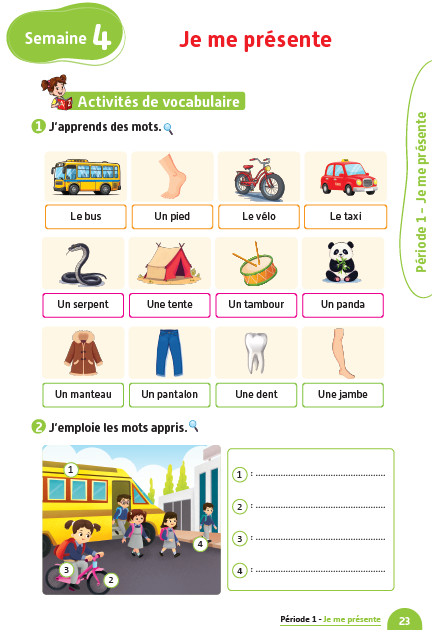 Semaine 4
Je me présente
Activités de vocabulaire
1 J'apprends des mots.
Le bus Un pied Le vélo Le taxi
Un serpent Une tente Un tambour Un panda
Un manteau Un pantalon Une dent Une jambe
2 J'emploie les mots appris.
1
2
3
4
1 : ................................................
2 : ................................................
3 : ................................................
4 : ................................................
Période 1 - Je me présente
Période 1 - Je me présente 23